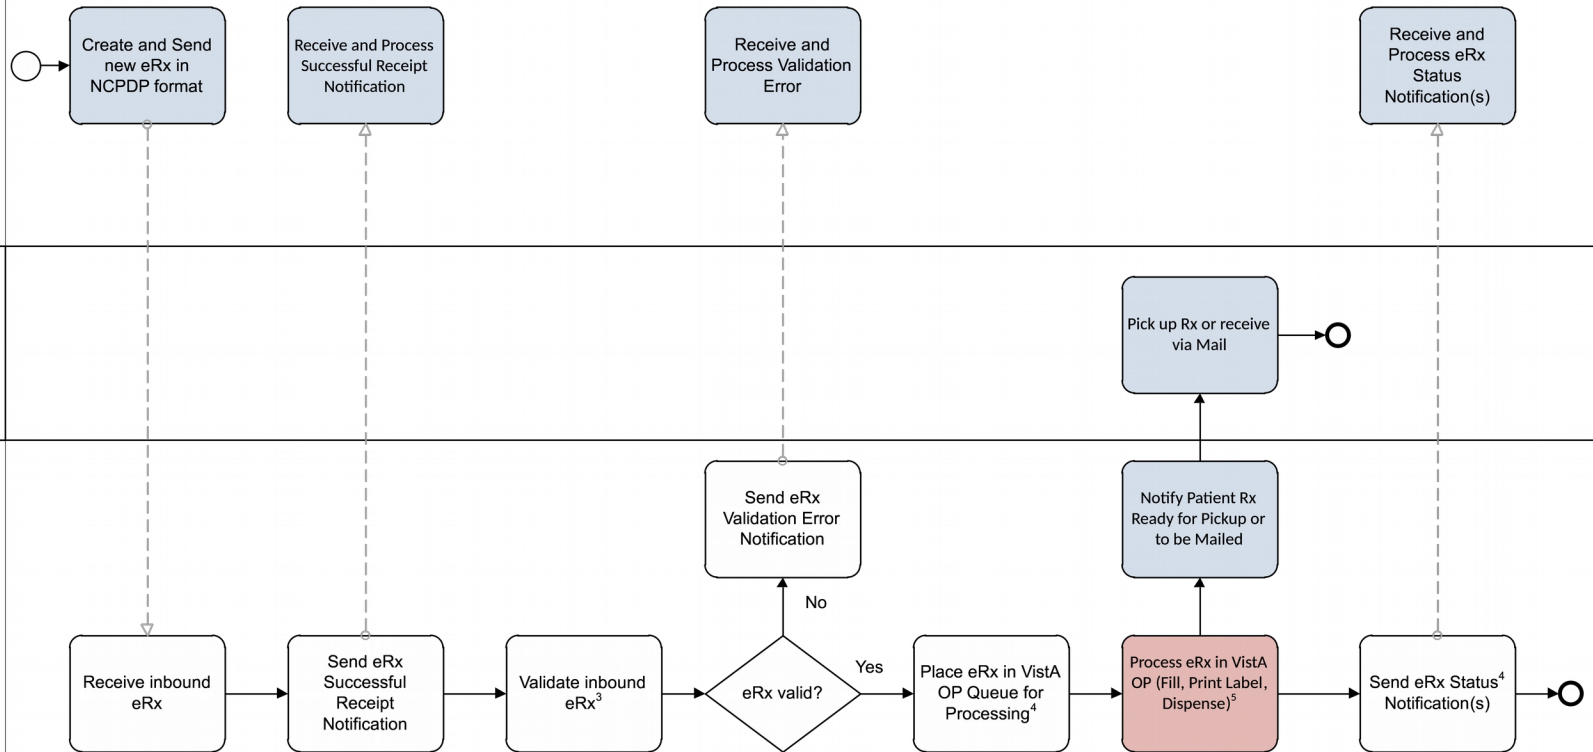 Create and Send
new eRx in
NCPDP format
Receive and Process
Successful Receipt
Notification
Receive and
Process Validation
Error
Receive and
Process eRx
Status
Notification(s)
Pick up Rx or receive
via Mail
Send eRx
Validation Error
Notification
Notify Patient Rx
Ready for Pickup or
to be Mailed
No
Receive inbound
eRx
Send eRx
Successful
Receipt
Notification
Validate inbound
eRx³
eRx valid?
Yes
Place eRx in VistA
OP Queue for
Processing⁴
Process eRx in VistA
OP (Fill, Print Label,
Dispense)⁵
Send eRx Status⁴
Notification(s)